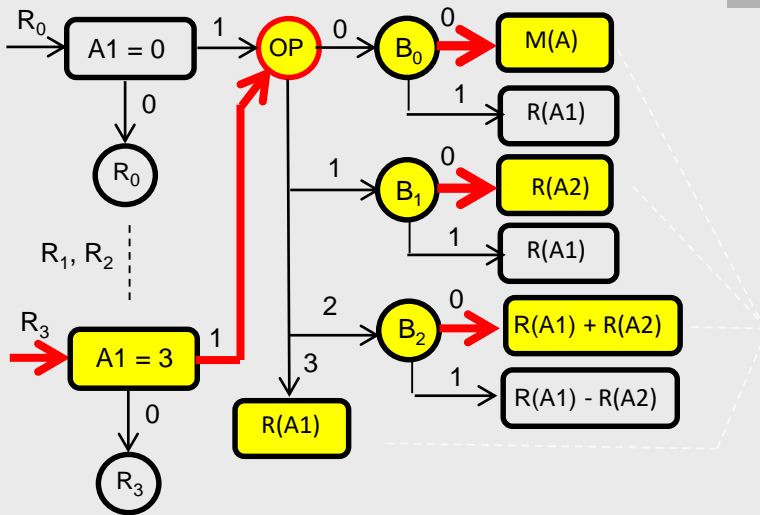 R₀
A1 = 0
1
OP
0
B₀
0
M(A)
0
1
R(A1)
R₀
1
B₁
0
R(A2)
R₁, R₂
1
R(A1)
R₃
A1 = 3
1
2
B₂
0
R(A1) + R(A2)
3
1
R(A1) - R(A2)
0
R(A1)
R₃